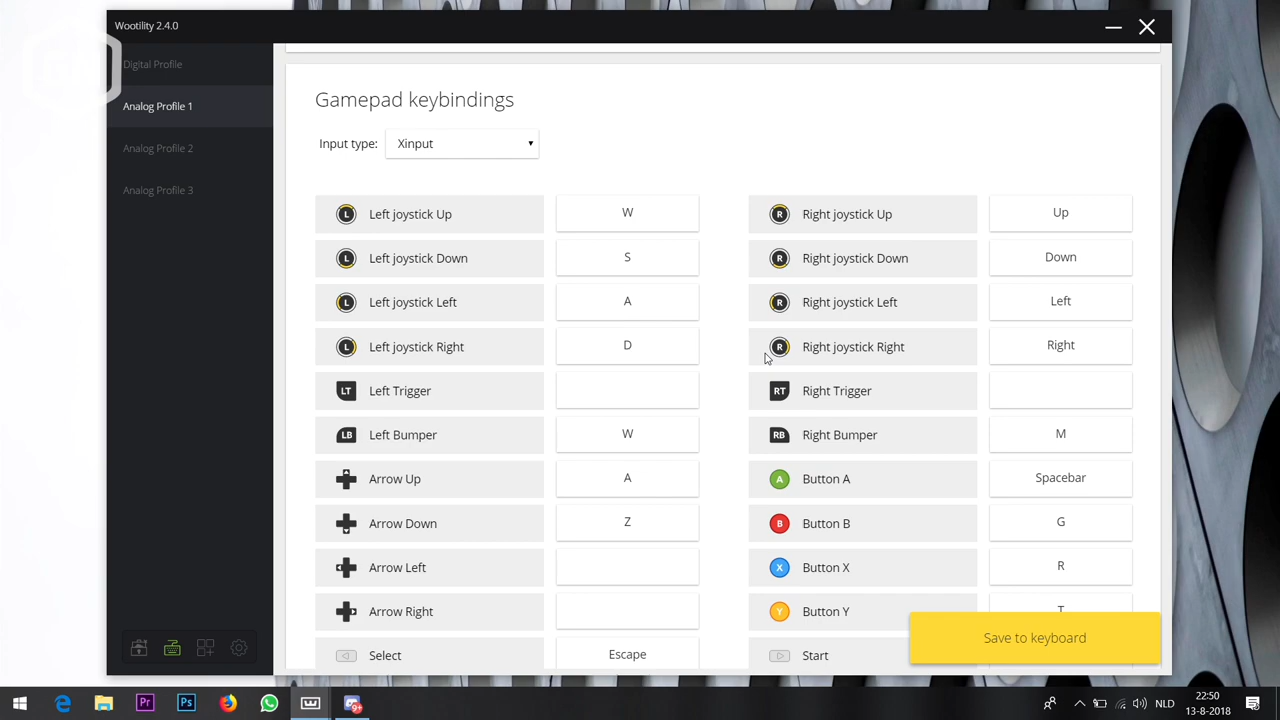 Wootility 2.4.0
Digital Profile
Analog Profile 1
Analog Profile 2
Analog Profile 3
Gamepad keybindings
Input type: Xinput
L Left joystick Up W
R Right joystick Up Up
L Left joystick Down S
R Right joystick Down Down
L Left joystick Left A
R Right joystick Left Left
L Left joystick Right D
R Right joystick Right Right
LT Left Trigger
RT Right Trigger
LB Left Bumper W
RB Right Bumper M
Arrow Up A
A Button A Spacebar
Arrow Down Z
B Button B G
Arrow Left
X Button X R
Arrow Right
Y Button Y T
Select Escape
Start
Save to keyboard
Pr Ps 9+ NLD 22:50
13-8-2018